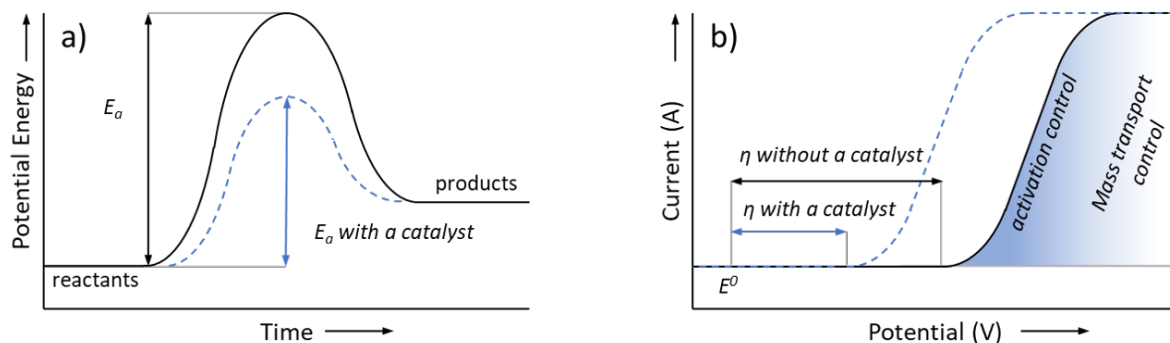 a)
Potential Energy
Eₐ
products
Eₐ with a catalyst
reactants
Time
b)
Current (A)
η without a catalyst
η with a catalyst
activation control
Mass transport
control
E⁰
Potential (V)